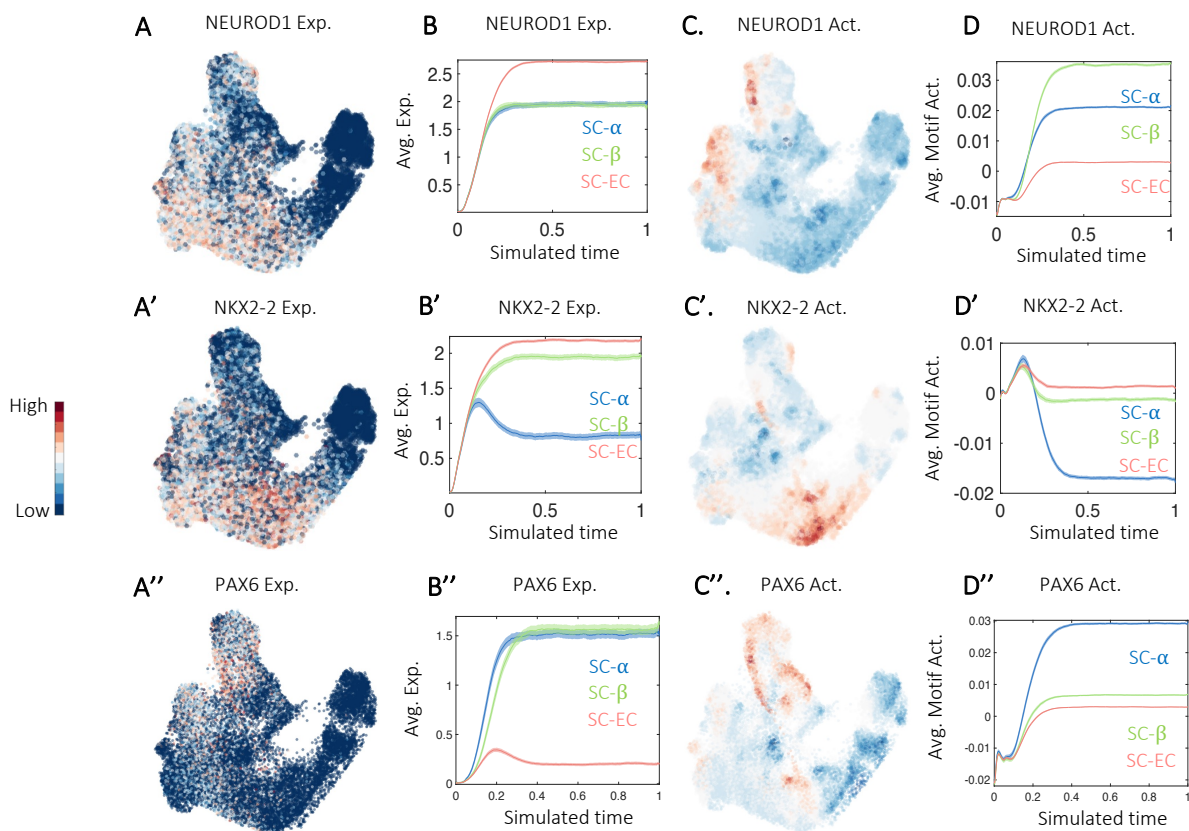 A NEUROD1 Exp.
B NEUROD1 Exp.
Avg. Exp.
2.5
2
1.5
1
0.5
SC-α
SC-β
SC-EC
0 0.5 1
Simulated time
C. NEUROD1 Act.
D NEUROD1 Act.
Avg. Motif Act.
0.03
0.02
0.01
0
-0.01
SC-α
SC-β
SC-EC
0 0.5 1
Simulated time
High
Low
A' NKX2-2 Exp.
B' NKX2-2 Exp.
Avg. Exp.
2
1.5
1
0.5
SC-α
SC-β
SC-EC
0 0.5 1
Simulated time
C'. NKX2-2 Act.
D' NKX2-2 Act.
Avg. Motif Act.
0.01
0
-0.01
-0.02
SC-α
SC-β
SC-EC
0 0.5 1
Simulated time
A'' PAX6 Exp.
B'' PAX6 Exp.
Avg. Exp.
1.5
1
0.5
0
SC-α
SC-β
SC-EC
0 0.2 0.4 0.6 0.8 1
Simulated time
C''. PAX6 Act.
D'' PAX6 Act.
Avg. Motif Act.
0.03
0.02
0.01
0
-0.01
-0.02
SC-α
SC-β
SC-EC
0 0.2 0.4 0.6 0.8 1
Simulated time